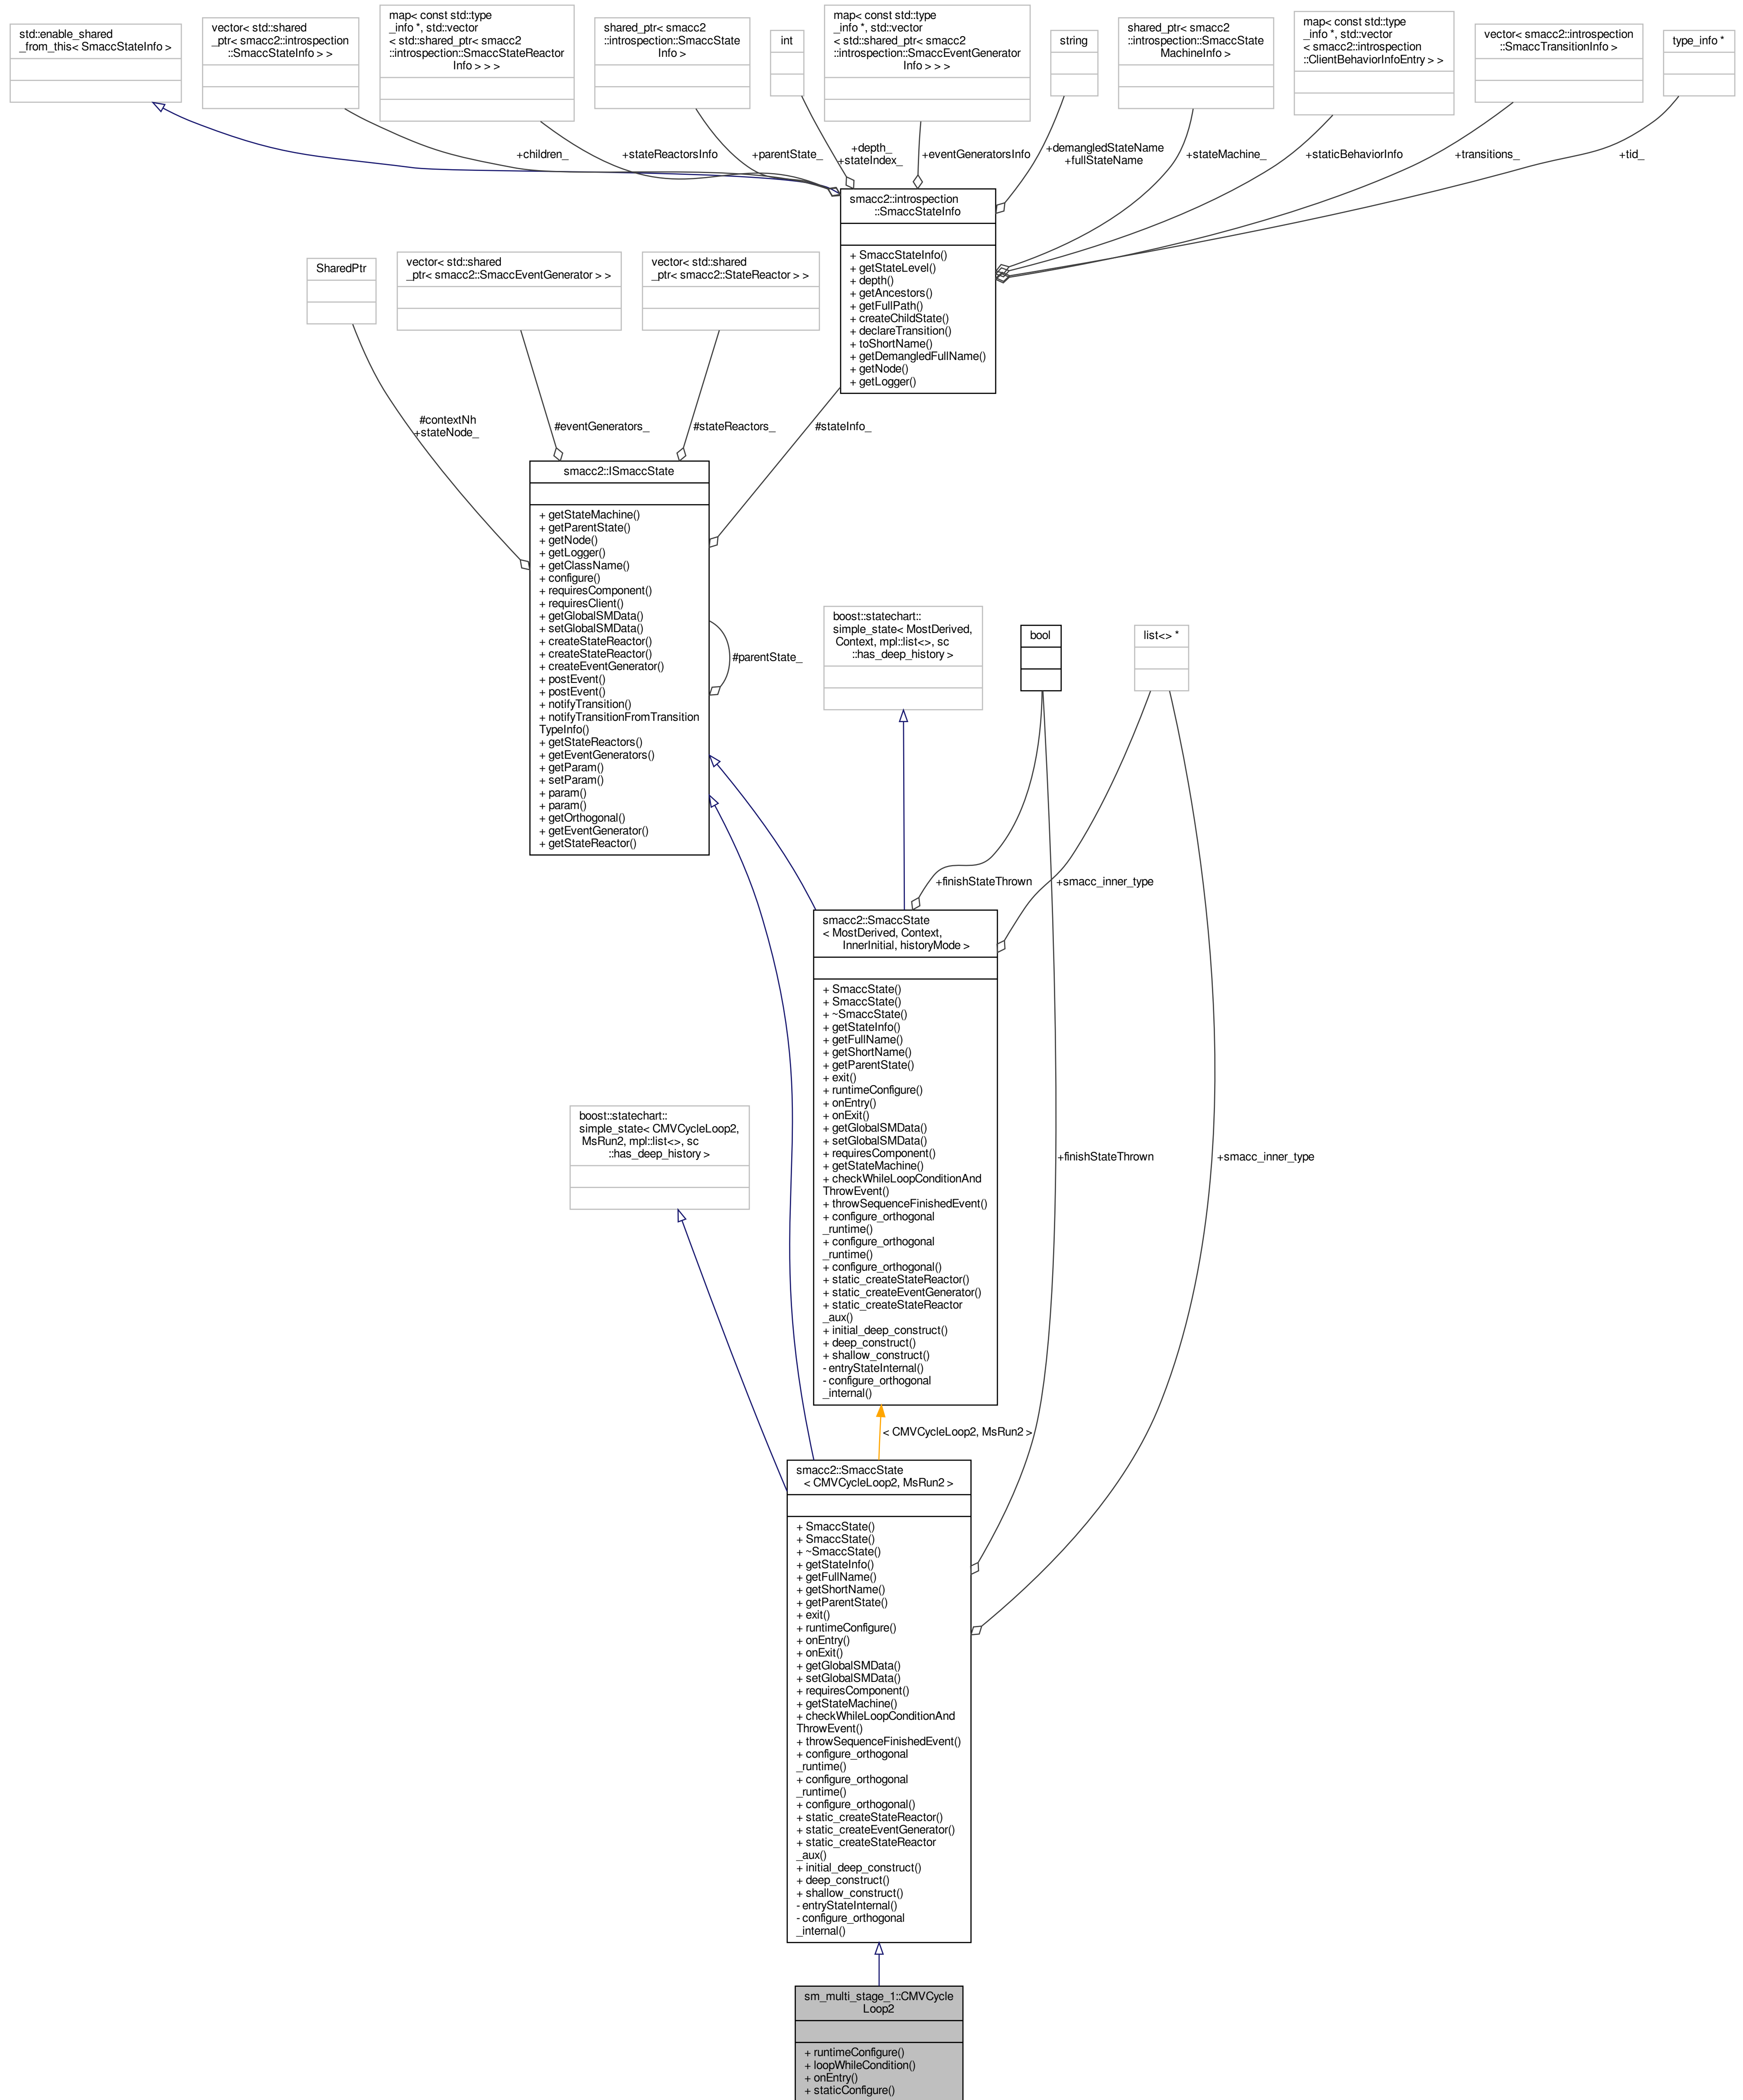 std::enable_shared
_from_this< SmaccStateInfo >
vector< std::shared
_ptr< smacc2::introspection
::SmaccStateInfo > >
map< const std::type
_info *, std::vector
< std::shared_ptr< smacc2
::introspection::SmaccStateReactor
Info > > >
shared_ptr< smacc2
::introspection::SmaccState
Info >
int
map< const std::type
_info *, std::vector
< std::shared_ptr< smacc2
::introspection::SmaccEventGenerator
Info > > >
string
shared_ptr< smacc2
::introspection::SmaccState
MachineInfo >
map< const std::type
_info *, std::vector
< smacc2::introspection
::ClientBehaviorInfoEntry > >
vector< smacc2::introspection
::SmaccTransitionInfo >
type_info *
+children_
+stateReactorsInfo
+parentState_
+depth_
+stateIndex_
+eventGeneratorsInfo
+demangledStateName
+fullStateName
+stateMachine_
+staticBehaviorInfo
+transitions_
+tid_
smacc2::introspection
::SmaccStateInfo
+ SmaccStateInfo()
+ getStateLevel()
+ depth()
+ getAncestors()
+ getFullPath()
+ createChildState()
+ declareTransition()
+ toShortName()
+ getDemangledFullName()
+ getNode()
+ getLogger()
SharedPtr
vector< std::shared
_ptr< smacc2::SmaccEventGenerator > >
vector< std::shared
_ptr< smacc2::StateReactor > >
#contextNh
+stateNode_
#eventGenerators_
#stateReactors_
#stateInfo_
smacc2::ISmaccState
+ getStateMachine()
+ getParentState()
+ getNode()
+ getLogger()
+ getClassName()
+ configure()
+ requiresComponent()
+ requiresClient()
+ getGlobalSMData()
+ setGlobalSMData()
+ createStateReactor()
+ createStateReactor()
+ createEventGenerator()
+ postEvent()
+ postEvent()
+ notifyTransition()
+ notifyTransitionFromTransition
TypeInfo()
+ getStateReactors()
+ getEventGenerators()
+ getParam()
+ setParam()
+ param()
+ param()
+ getOrthogonal()
+ getEventGenerator()
+ getStateReactor()
#parentState_
boost::statechart::
simple_state< MostDerived,
Context, mpl::list<>, sc
::has_deep_history >
bool
list<> *
+finishStateThrown
+smacc_inner_type
smacc2::SmaccState
< MostDerived, Context,
InnerInitial, historyMode >
+ SmaccState()
+ SmaccState()
+ ~SmaccState()
+ getStateInfo()
+ getFullName()
+ getShortName()
+ getParentState()
+ exit()
+ runtimeConfigure()
+ onEntry()
+ onExit()
+ getGlobalSMData()
+ setGlobalSMData()
+ requiresComponent()
+ getStateMachine()
+ checkWhileLoopConditionAnd
ThrowEvent()
+ throwSequenceFinishedEvent()
+ configure_orthogonal
_runtime()
+ configure_orthogonal
_runtime()
+ configure_orthogonal()
+ static_createStateReactor()
+ static_createEventGenerator()
+ static_createStateReactor
_aux()
+ initial_deep_construct()
+ deep_construct()
+ shallow_construct()
- entryStateInternal()
- configure_orthogonal
_internal()
boost::statechart::
simple_state< CMVCycleLoop2,
MsRun2, mpl::list<>, sc
::has_deep_history >
+finishStateThrown
+smacc_inner_type
< CMVCycleLoop2, MsRun2 >
smacc2::SmaccState
< CMVCycleLoop2, MsRun2 >
+ SmaccState()
+ SmaccState()
+ ~SmaccState()
+ getStateInfo()
+ getFullName()
+ getShortName()
+ getParentState()
+ exit()
+ runtimeConfigure()
+ onEntry()
+ onExit()
+ getGlobalSMData()
+ setGlobalSMData()
+ requiresComponent()
+ getStateMachine()
+ checkWhileLoopConditionAnd
ThrowEvent()
+ throwSequenceFinishedEvent()
+ configure_orthogonal
_runtime()
+ configure_orthogonal
_runtime()
+ configure_orthogonal()
+ static_createStateReactor()
+ static_createEventGenerator()
+ static_createStateReactor
_aux()
+ initial_deep_construct()
+ deep_construct()
+ shallow_construct()
- entryStateInternal()
- configure_orthogonal
_internal()
sm_multi_stage_1::CMVCycle
Loop2
+ runtimeConfigure()
+ loopWhileCondition()
+ onEntry()
+ staticConfigure()